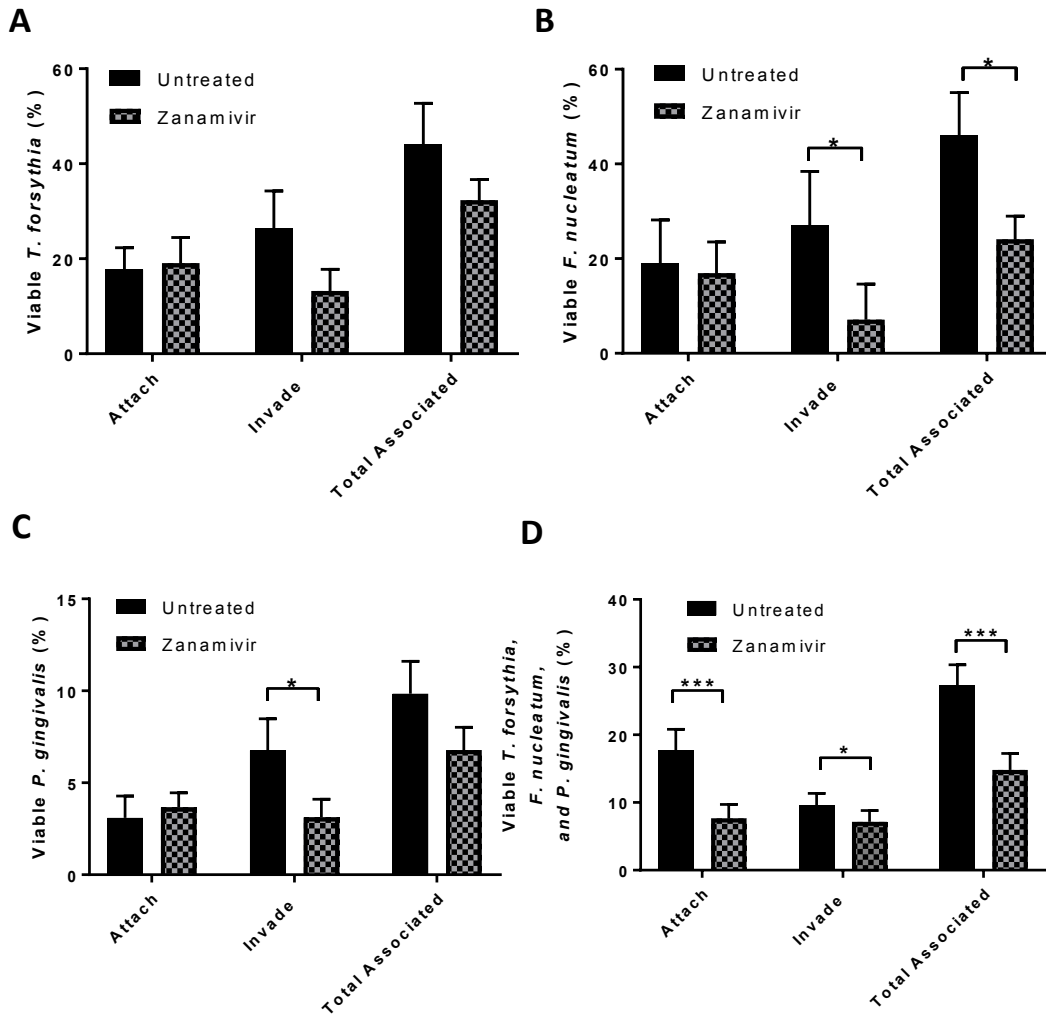 A
Viable T. forsythia (%)
60
40
20
0
Untreated
Zanamivir
Attach
Invade
Total Associated
B
Viable F. nucleatum (%)
60
40
20
0
Untreated
Zanamivir
*
*
Attach
Invade
Total Associated
C
Viable P. gingivalis (%)
15
10
5
0
Untreated
Zanamivir
*
Attach
Invade
Total Associated
D
Viable T. forsythia,
F. nucleatum,
and P. gingivalis (%)
40
30
20
10
0
Untreated
Zanamivir
***
*
***
Attach
Invade
Total Associated